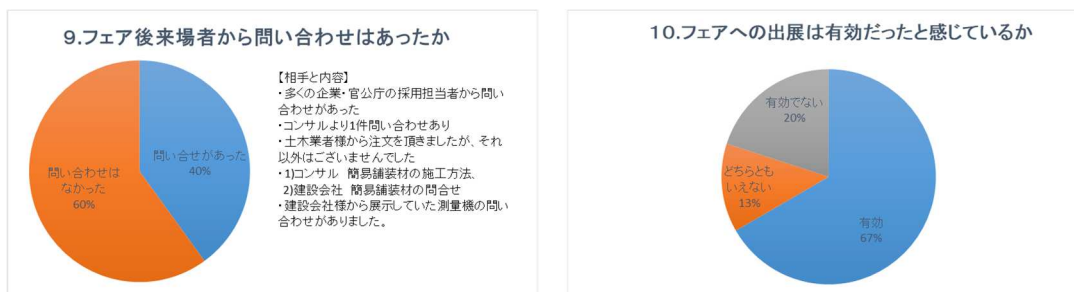 9.フェア後来場者から問い合わせはあったか
問い合せがあった
40%
問い合わせは
なかった
60%
【相手と内容】
・多くの企業・官公庁の採用担当者から問い
合わせがあった
・コンサルより1件問い合わせあり
・土木業者様から注文を頂きましたが、それ
以外はございませんでした
・1)コンサル 簡易舗装材の施工方法、
2)建設会社 簡易舗装材の問合せ
・建設会社様から展示していた測量機の問い
合わせがありました。
10.フェアへの出展は有効だったと感じているか
有効でない
20%
どちらとも
いえない
13%
有効
67%